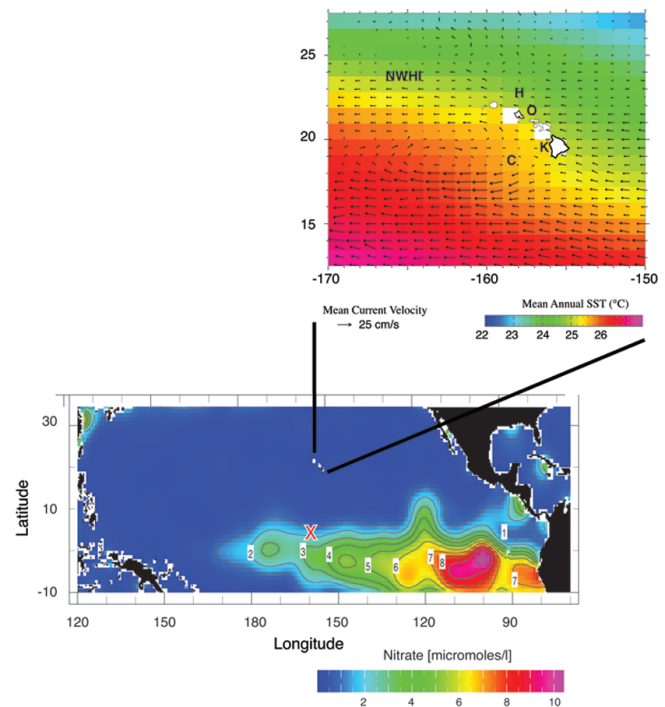 25
NWHI
H
O
20
K
C
15
-170
-160
-150
Mean Current Velocity
25 cm/s
Mean Annual SST (°C)
22 23 24 25 26
30
10
-10
Latitude
X
1
2 3 4 5 6 7 8 7
120 150 180 150 120 90
Longitude
Nitrate [micromoles/l]
2 4 6 8 10